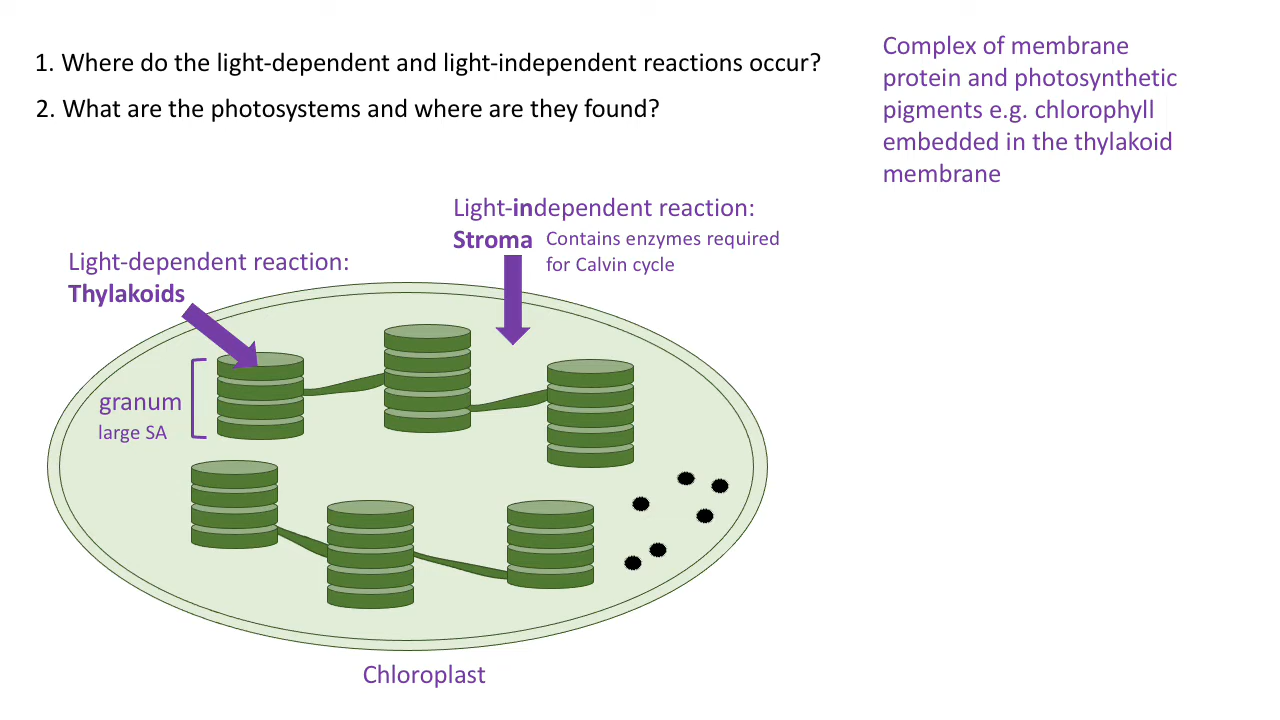 1. Where do the light-dependent and light-independent reactions occur?
2. What are the photosystems and where are they found?
Complex of membrane
protein and photosynthetic
pigments e.g. chlorophyll
embedded in the thylakoid
membrane
Light-independent reaction:
Stroma Contains enzymes required
for Calvin cycle
Light-dependent reaction:
Thylakoids
granum
large SA
Chloroplast